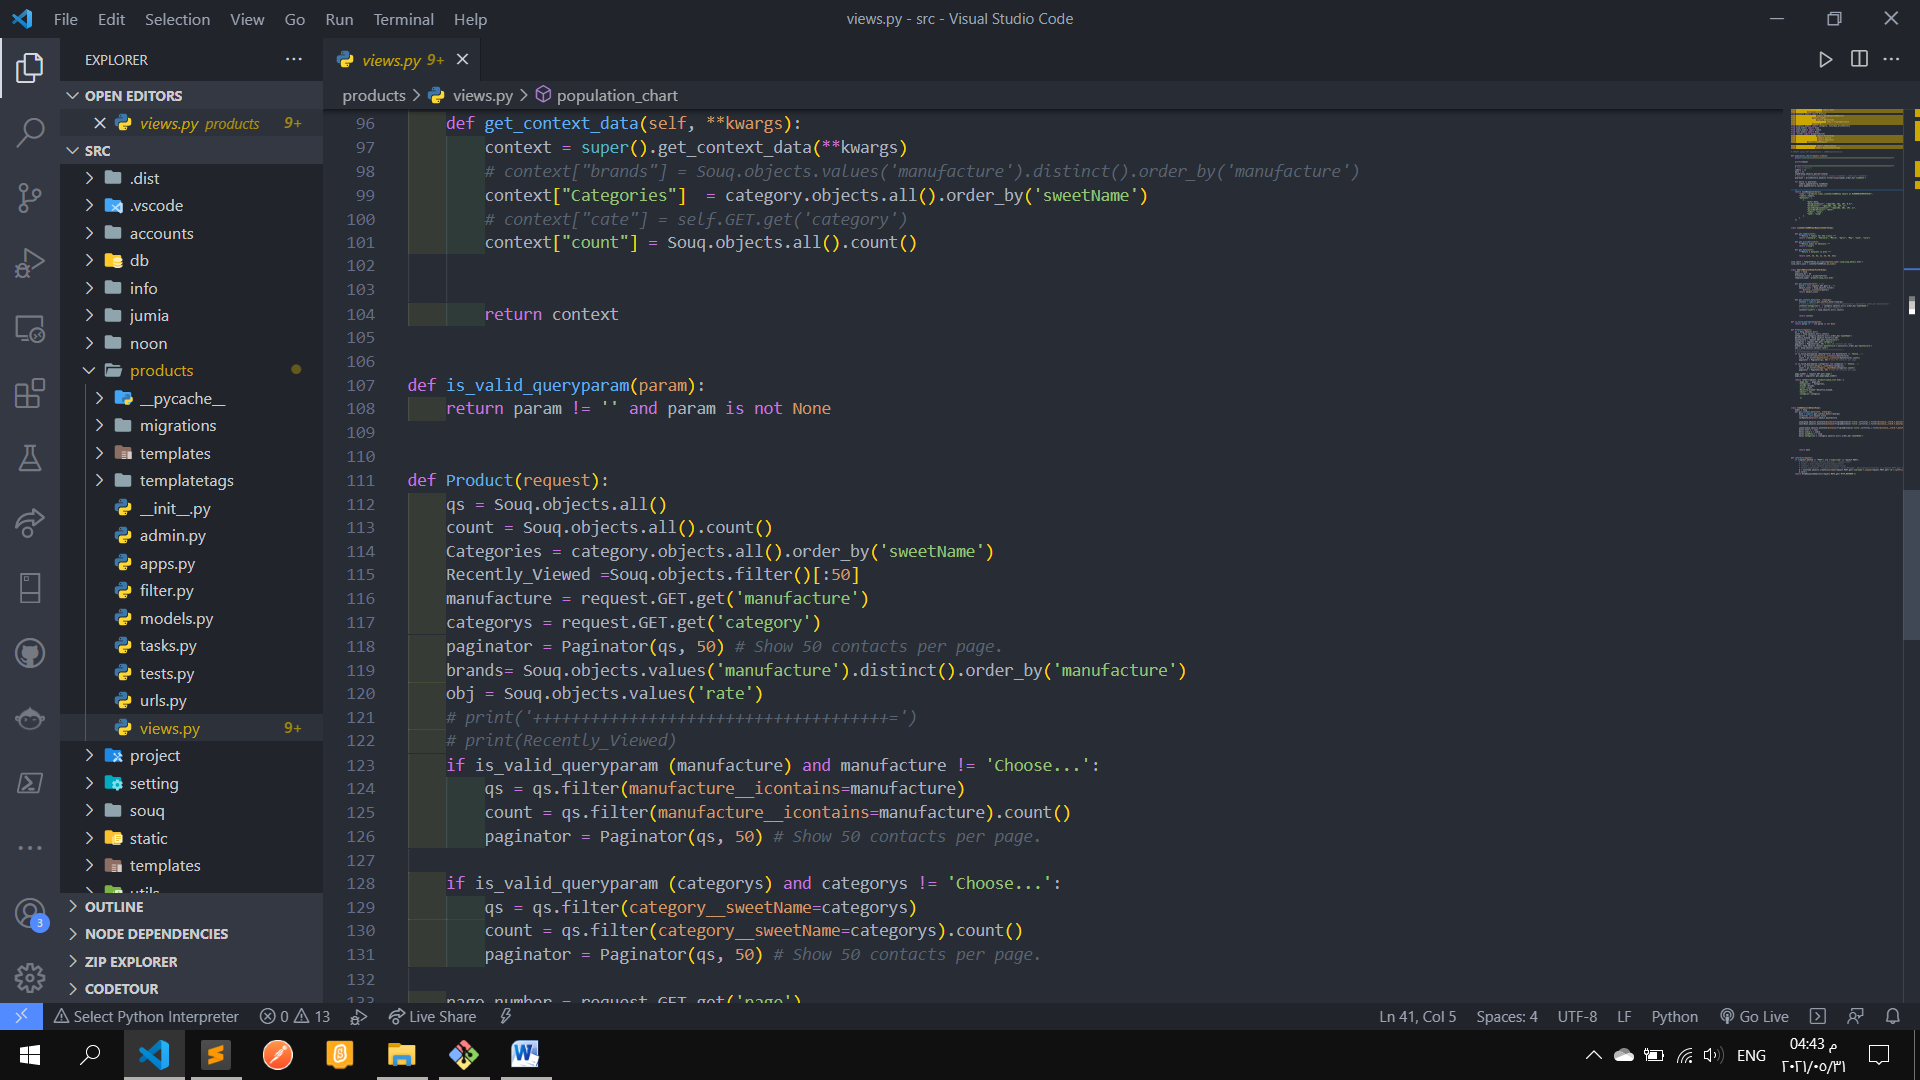 File Edit Selection View Go Run Terminal Help
views.py - src - Visual Studio Code
EXPLORER
OPEN EDITORS
views.py products 9+
SRC
.dist
.vscode
accounts
db
info
jumia
noon
products
__pycache__
migrations
templates
templatetags
__init__.py
admin.py
apps.py
filter.py
models.py
tasks.py
tests.py
urls.py
views.py 9+
project
setting
souq
static
templates
utils
OUTLINE
NODE DEPENDENCIES
ZIP EXPLORER
CODETOUR
3
views.py 9+
products > views.py > population_chart
96 def get_context_data(self, **kwargs):
97 context = super().get_context_data(**kwargs)
98 # context["brands"] = Souq.objects.values('manufacture').distinct().order_by('manufacture')
99 context["Categories"]  = category.objects.all().order_by('sweetName')
100 # context["cate"] = self.GET.get('category')
101 context["count"] = Souq.objects.all().count()
102
103
104 return context
105
106
107 def is_valid_queryparam(param):
108 return param != '' and param is not None
109
110
111 def Product(request):
112 qs = Souq.objects.all()
113 count = Souq.objects.all().count()
114 Categories = category.objects.all().order_by('sweetName')
115 Recently_Viewed =Souq.objects.filter()[:50]
116 manufacture = request.GET.get('manufacture')
117 categorys = request.GET.get('category')
118 paginator = Paginator(qs, 50) # Show 50 contacts per page.
119 brands= Souq.objects.values('manufacture').distinct().order_by('manufacture')
120 obj = Souq.objects.values('rate')
121 # print('+++++++++++++++++++++++++++++++++++++=')
122 # print(Recently_Viewed)
123 if is_valid_queryparam (manufacture) and manufacture != 'Choose...':
124 qs = qs.filter(manufacture__icontains=manufacture)
125 count = qs.filter(manufacture__icontains=manufacture).count()
126 paginator = Paginator(qs, 50) # Show 50 contacts per page.
127
128 if is_valid_queryparam (categorys) and categorys != 'Choose...':
129 qs = qs.filter(category__sweetName=categorys)
130 count = qs.filter(category__sweetName=categorys).count()
131 paginator = Paginator(qs, 50) # Show 50 contacts per page.
132
133 page_number = request.GET.get('page')
Select Python Interpreter 0 13 Live Share Ln 41, Col 5 Spaces: 4 UTF-8 LF Python Go Live
ENG
04:43 م
٢٠٢١/٠٥/٣١